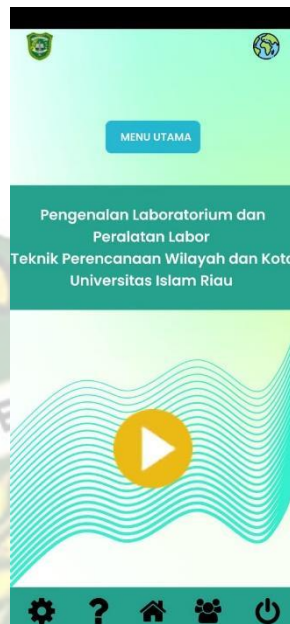 MENU UTAMA
Pengenalan Laboratorium dan
Peralatan Labor
Teknik Perencanaan Wilayah dan Kota
Universitas Islam Riau